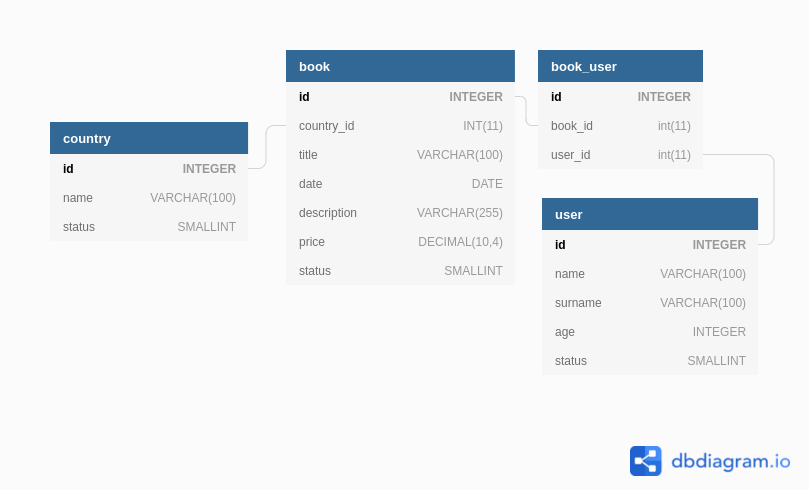 country
id INTEGER
name VARCHAR(100)
status SMALLINT
book
id INTEGER
country_id INT(11)
title VARCHAR(100)
date DATE
description VARCHAR(255)
price DECIMAL(10,4)
status SMALLINT
book_user
id INTEGER
book_id int(11)
user_id int(11)
user
id INTEGER
name VARCHAR(100)
surname VARCHAR(100)
age INTEGER
status SMALLINT
dbdiagram.io